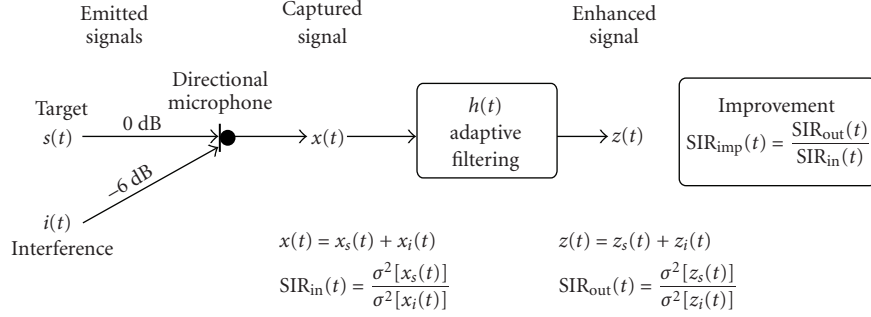 Emitted signals
Captured signal
Enhanced signal
Directional microphone
Target
s(t)
0 dB
−6 dB
i(t)
Interference
x(t)
h(t)
adaptive
filtering
z(t)
Improvement
SIR_imp(t) = SIR_out(t) / SIR_in(t)
x(t) = x_s(t) + x_i(t)
SIR_in(t) = σ²[x_s(t)] / σ²[x_i(t)]
z(t) = z_s(t) + z_i(t)
SIR_out(t) = σ²[z_s(t)] / σ²[z_i(t)]